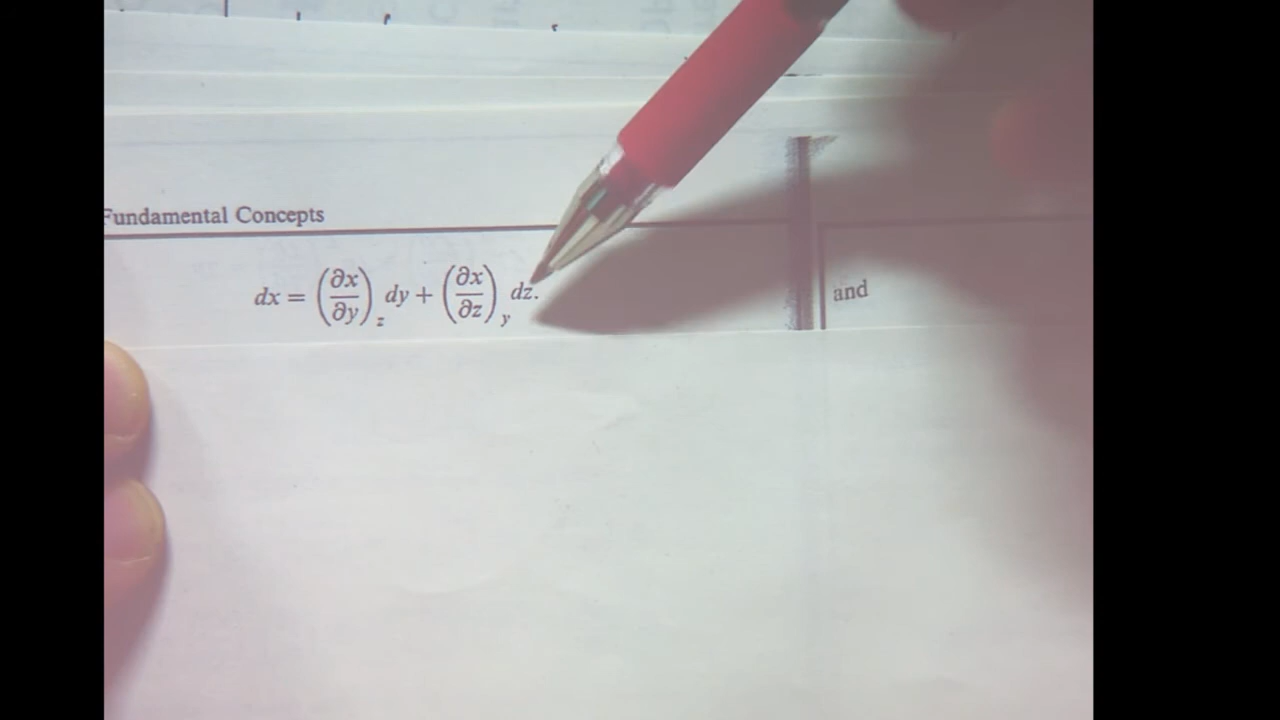 Fundamental Concepts
dx = (∂x/∂y)_z dy + (∂x/∂z)_y dz.
and